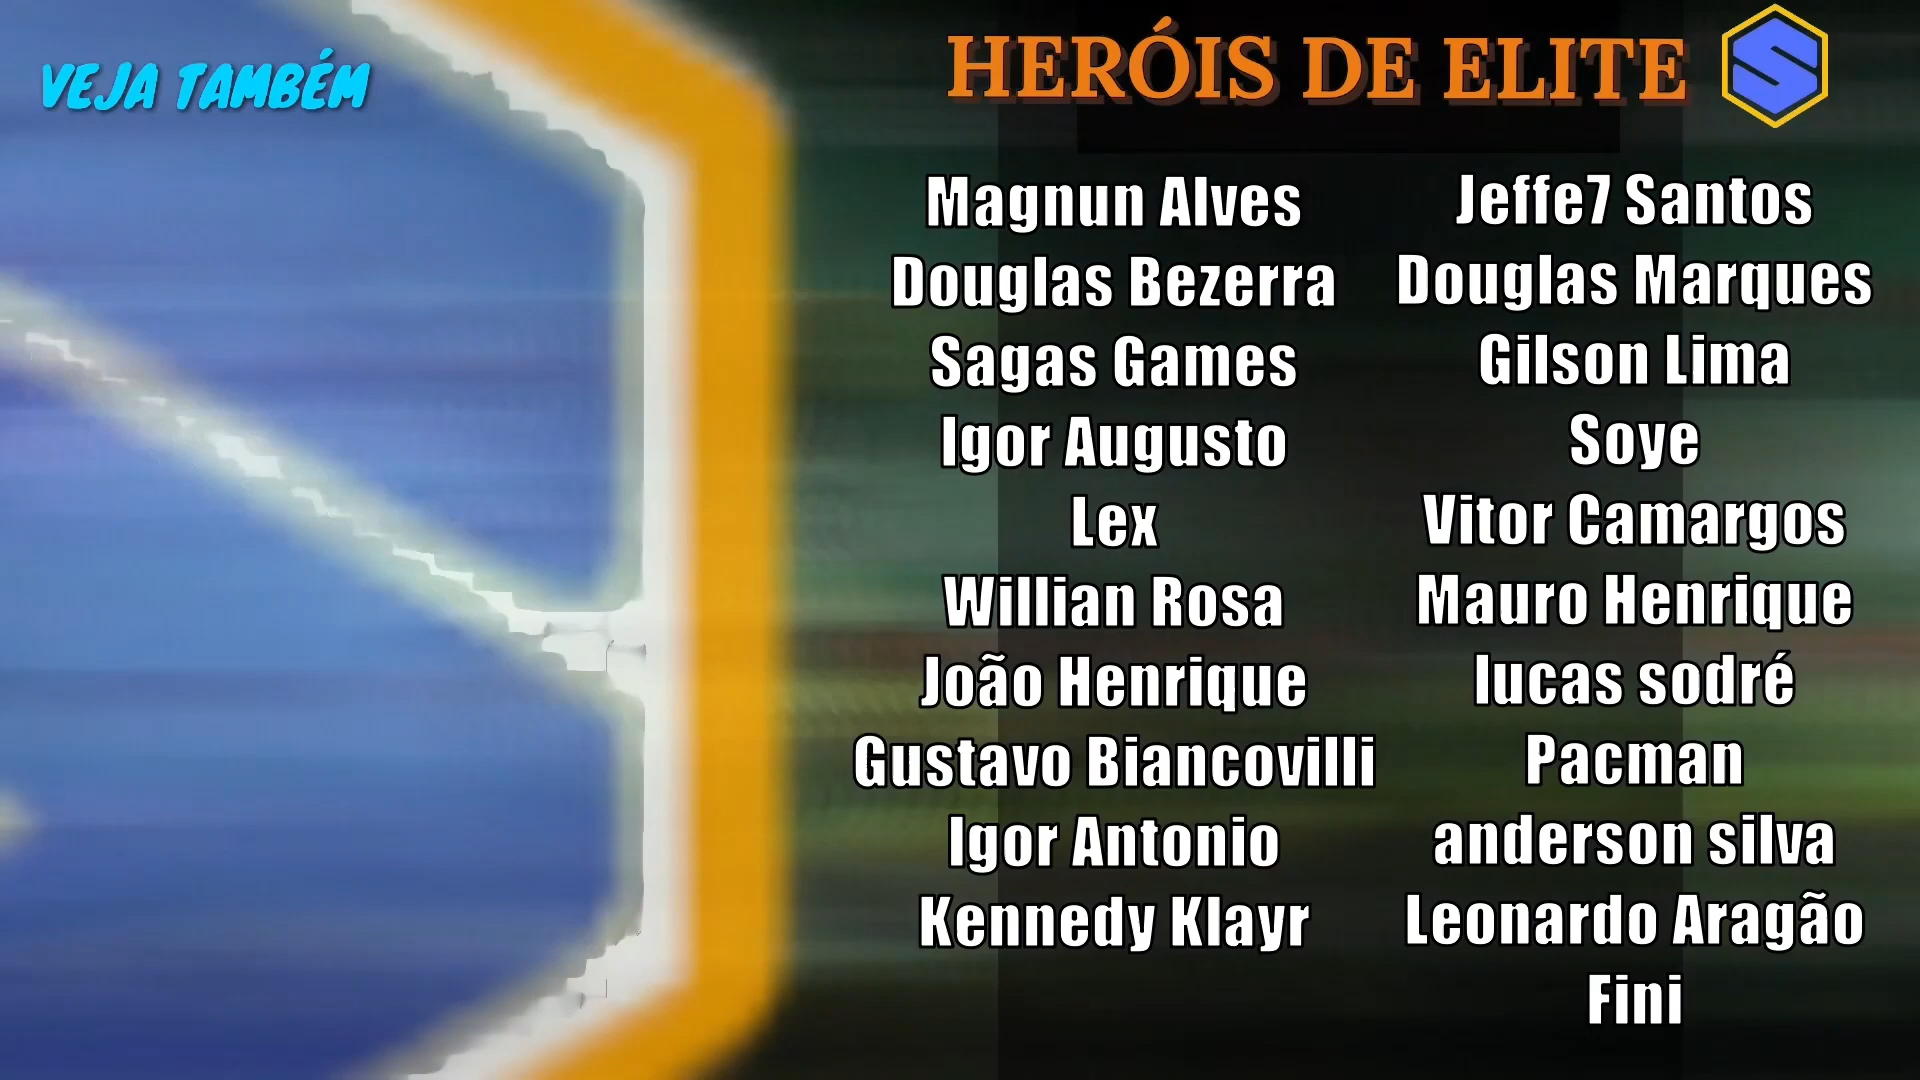 VEJA TAMBÉM
HERÓIS DE ELITE
Magnun Alves
Douglas Bezerra
Sagas Games
Igor Augusto
Lex
Willian Rosa
João Henrique
Gustavo Biancovilli
Igor Antonio
Kennedy Klayr
Jeffe7 Santos
Douglas Marques
Gilson Lima
Soye
Vitor Camargos
Mauro Henrique
lucas sodré
Pacman
anderson silva
Leonardo Aragão
Fini